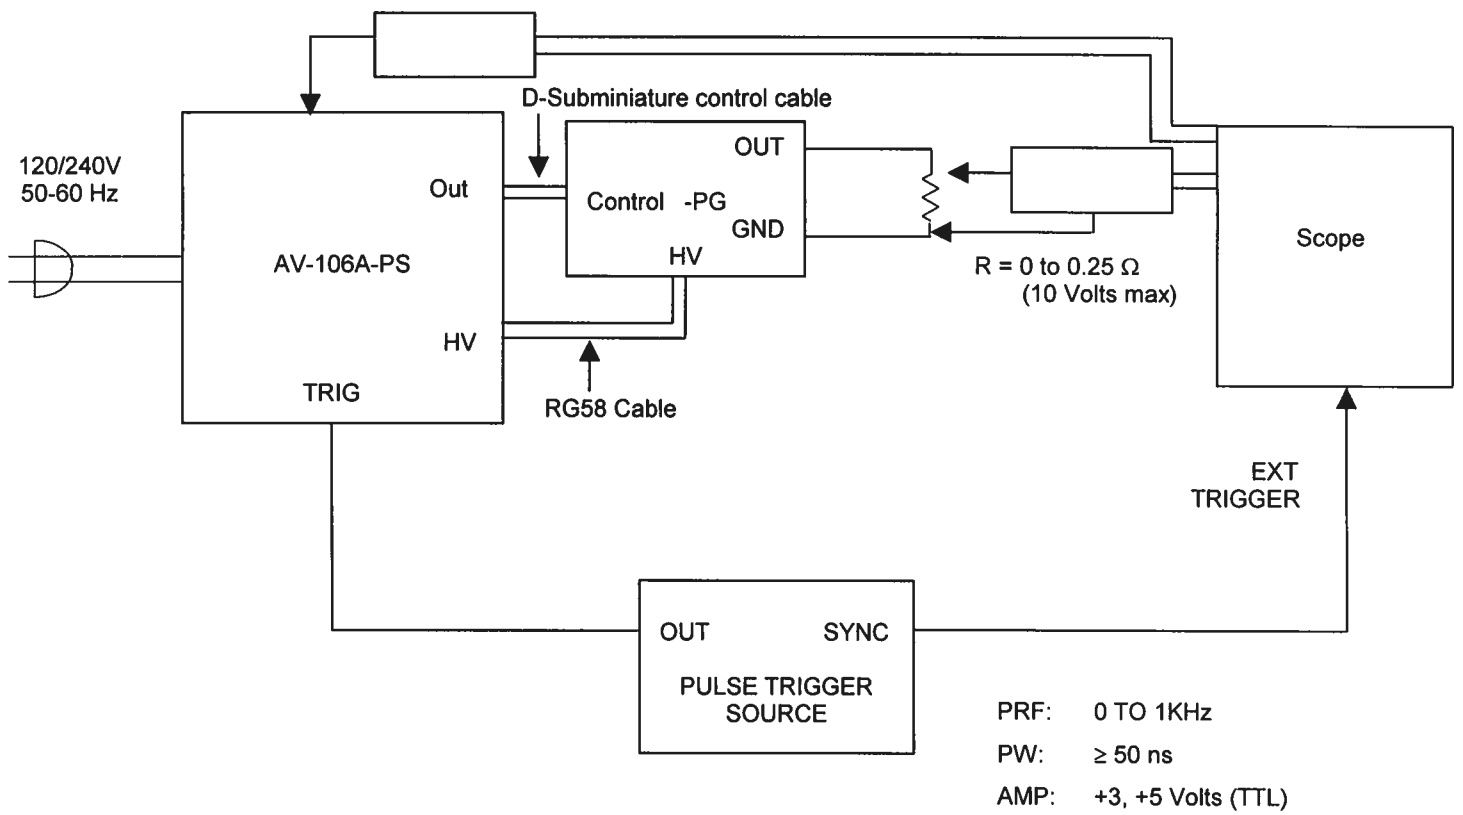 D-Subminiature control cable
120/240V
50-60 Hz
Out
AV-106A-PS
HV
TRIG
OUT
Control -PG
GND
HV
RG58 Cable
R = 0 to 0.25 Ω
(10 Volts max)
Scope
EXT
TRIGGER
OUT SYNC
PULSE TRIGGER
SOURCE
PRF: 0 TO 1KHz
PW: ≥ 50 ns
AMP: +3, +5 Volts (TTL)